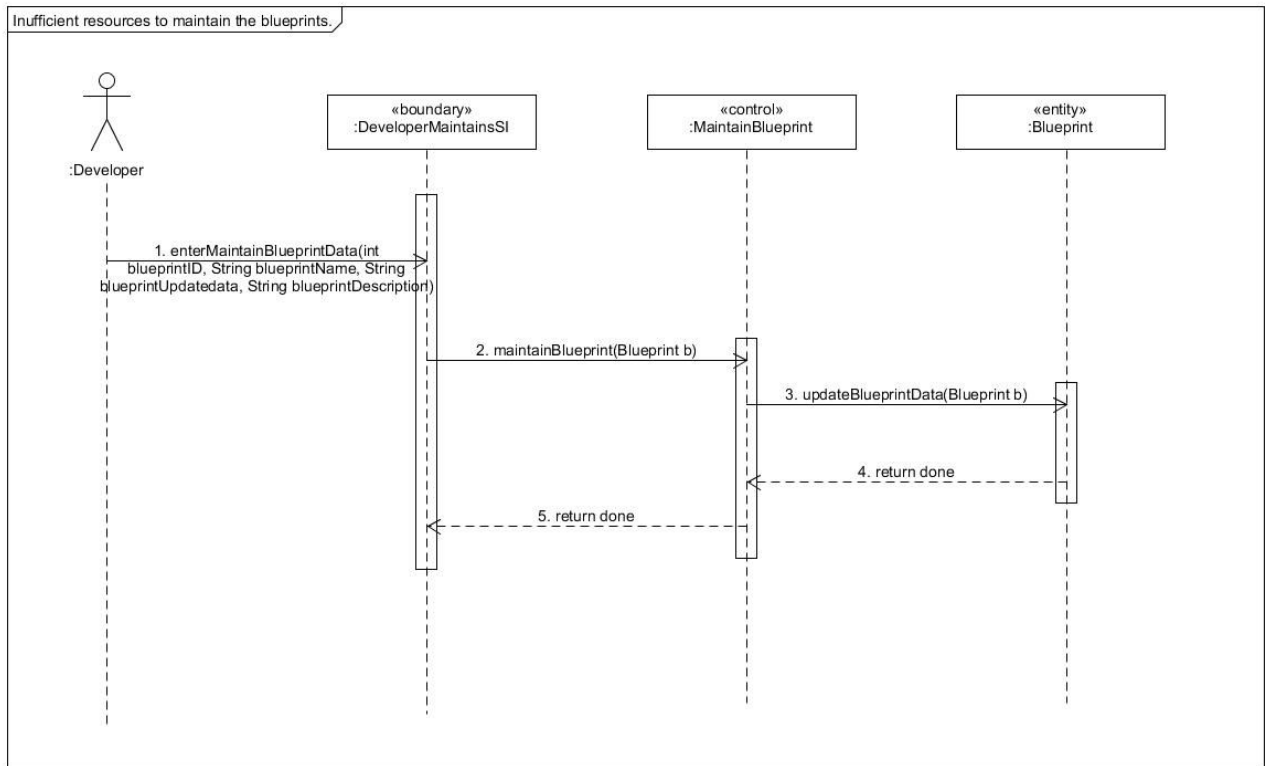 Inufficient resources to maintain the blueprints.
«boundary»
:DeveloperMaintainsSI
«control»
:MaintainBlueprint
«entity»
:Blueprint
:Developer
1. enterMaintainBlueprintData(int
blueprintID, String blueprintName, String
blueprintUpdatedata, String blueprintDescription)
2. maintainBlueprint(Blueprint b)
3. updateBlueprintData(Blueprint b)
4. return done
5. return done